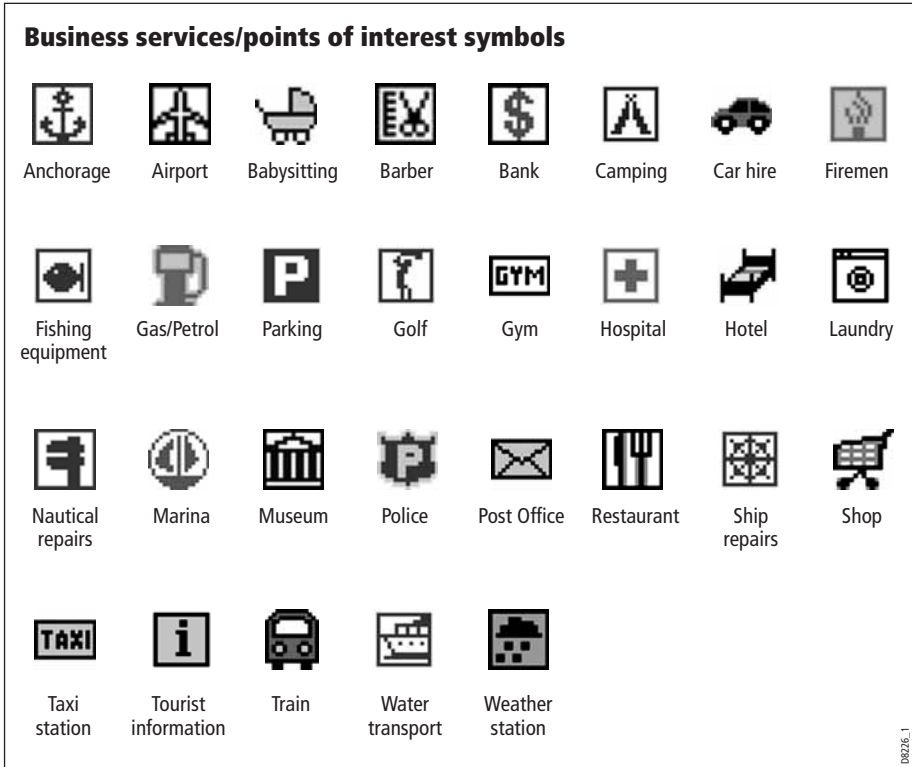 Business services/points of interest symbols
$
Anchorage Airport Babysitting Barber Bank Camping Car hire Firemen
P GYM
Fishing equipment Gas/Petrol Parking Golf Gym Hospital Hotel Laundry
P
Nautical repairs Marina Museum Police Post Office Restaurant Ship repairs Shop
TAXI i
Taxi station Tourist information Train Water transport Weather station
D8226_1